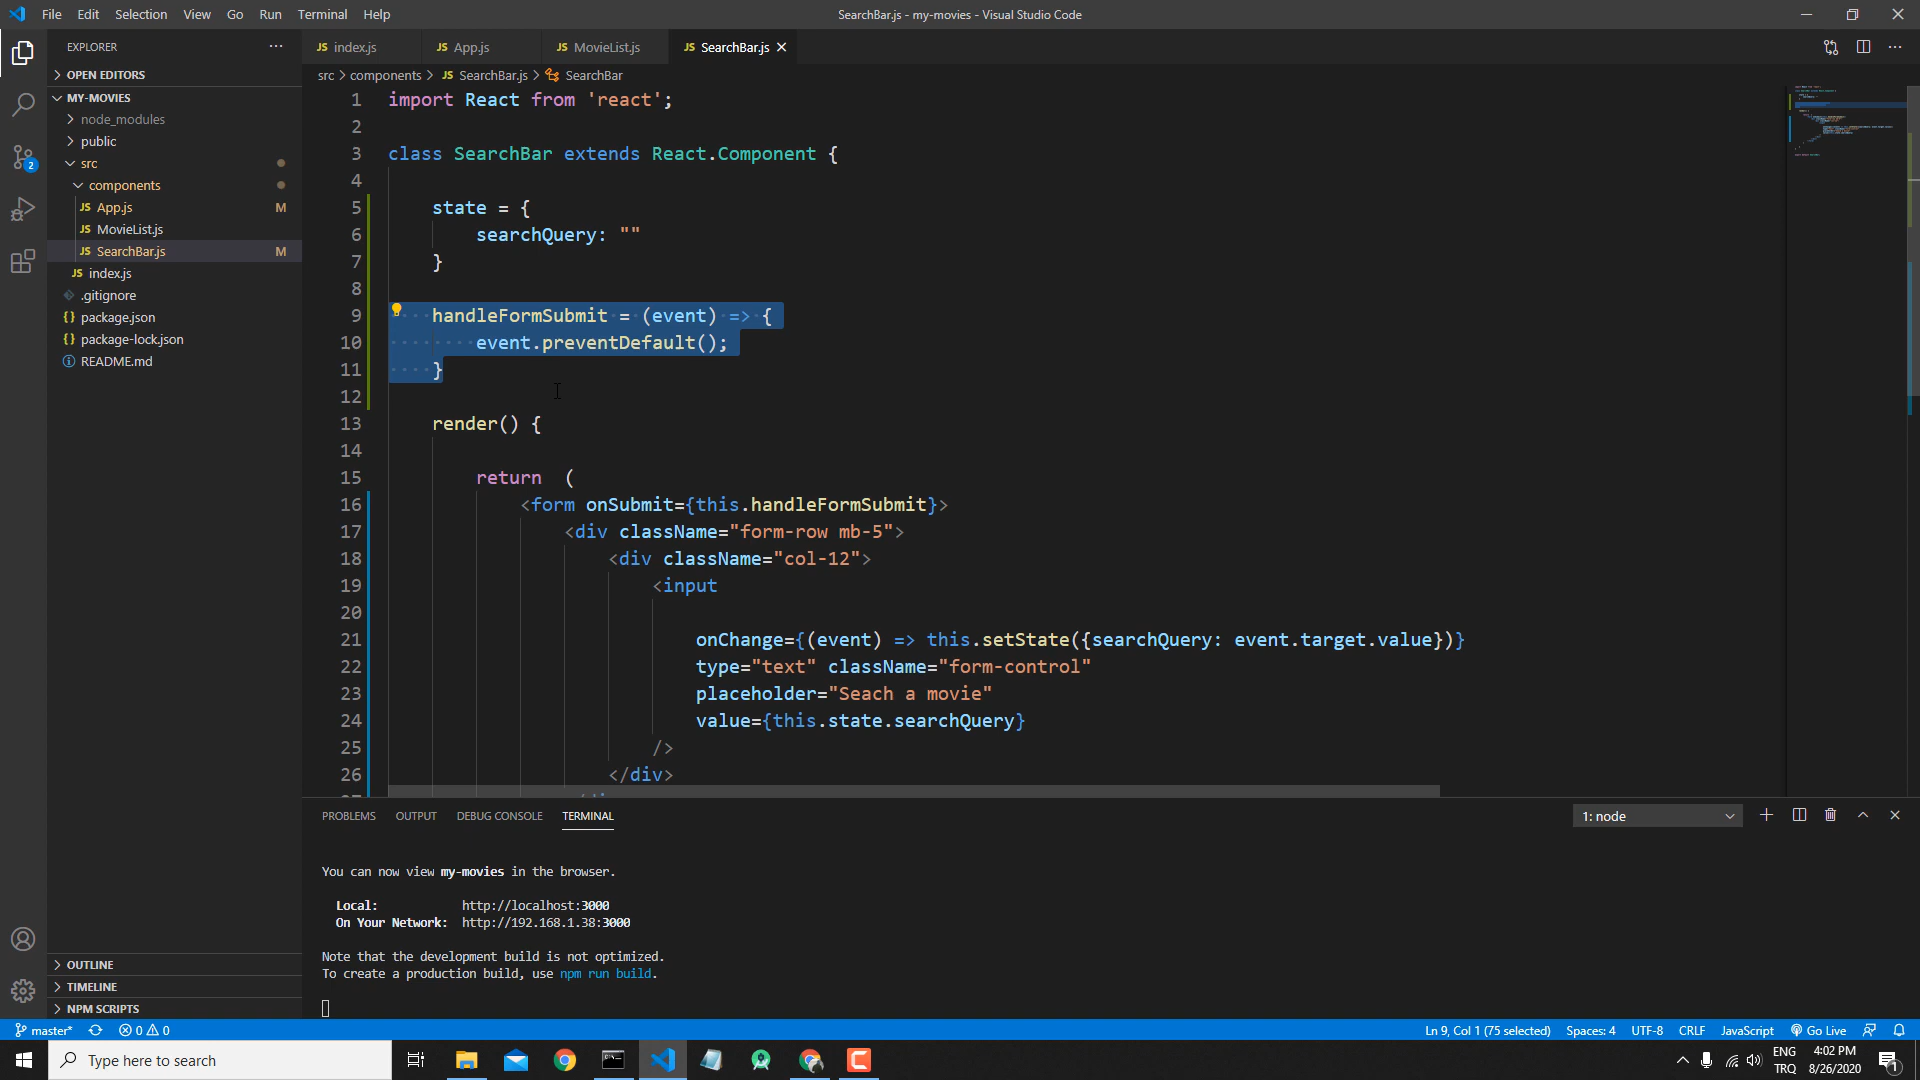 File Edit Selection View Go Run Terminal Help
SearchBar.js - my-movies - Visual Studio Code
EXPLORER
OPEN EDITORS
MY-MOVIES
node_modules
public
src
components
JS App.js M
JS MovieList.js
JS SearchBar.js M
JS index.js
.gitignore
{} package.json
{} package-lock.json
README.md
OUTLINE
TIMELINE
NPM SCRIPTS
2
JS index.js
JS App.js
JS MovieList.js
JS SearchBar.js
src > components > JS SearchBar.js > SearchBar
1 import React from 'react';
2
3 class SearchBar extends React.Component {
4
5 state = {
6 searchQuery: ""
7 }
8
9 handleFormSubmit = (event) => {
10 event.preventDefault();
11 }
12
13 render() {
14
15 return (
16 <form onSubmit={this.handleFormSubmit}>
17 <div className="form-row mb-5">
18 <div className="col-12">
19 <input
20
21 onChange={(event) => this.setState({searchQuery: event.target.value})}
22 type="text" className="form-control"
23 placeholder="Seach a movie"
24 value={this.state.searchQuery}
25 />
26 </div>
PROBLEMS OUTPUT DEBUG CONSOLE TERMINAL
1: node
You can now view my-movies in the browser.
Local: http://localhost:3000
On Your Network: http://192.168.1.38:3000
Note that the development build is not optimized.
To create a production build, use npm run build.
master* 0 0
Ln 9, Col 1 (75 selected) Spaces: 4 UTF-8 CRLF JavaScript Go Live
Type here to search
ENG
TRQ
4:02 PM
8/26/2020
1